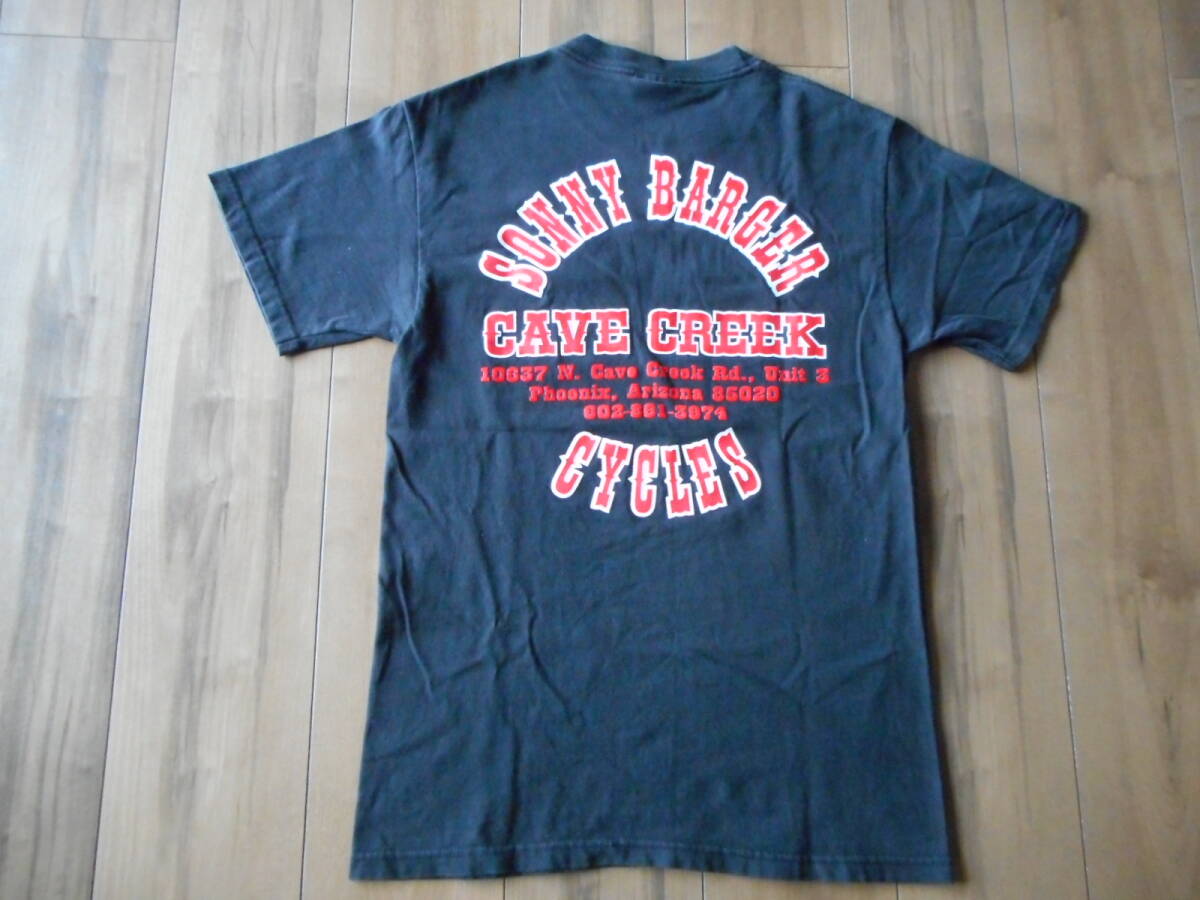 SONNY BARGER
CAVE CREEK
10637 N. Cave Creek Rd., Unit 3
Phoenix, Arizona 85020
602-861-3974
CYCLES